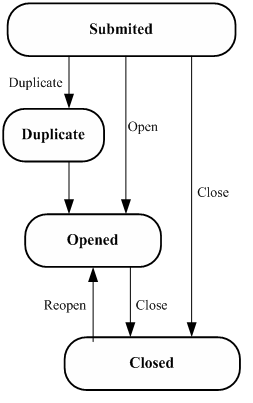 Submited
Duplicate
Duplicate
Open
Close
Opened
Reopen
Close
Closed